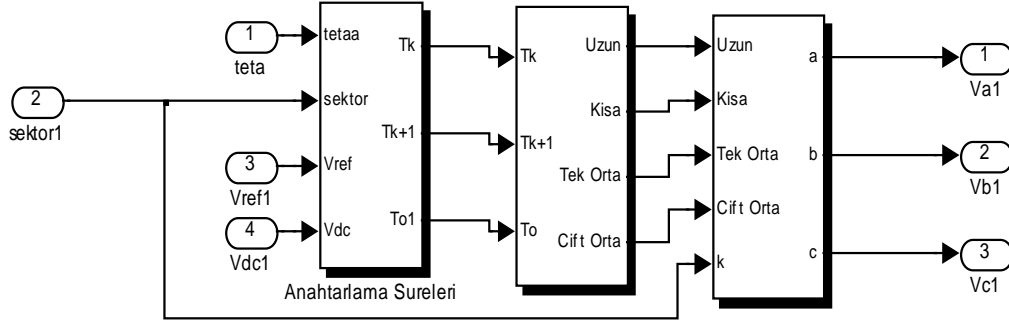 1
teta
2
sektor1
3
Vref1
4
Vdc1
tetaa
sektor
Vref
Vdc
Tk
Tk+1
To1
Anahtarlama Sureleri
Tk
Tk+1
To
Uzun
Kisa
Tek Orta
Cift Orta
Uzun
Kisa
Tek Orta
Cift Orta
k
a
b
c
1
Va1
2
Vb1
3
Vc1